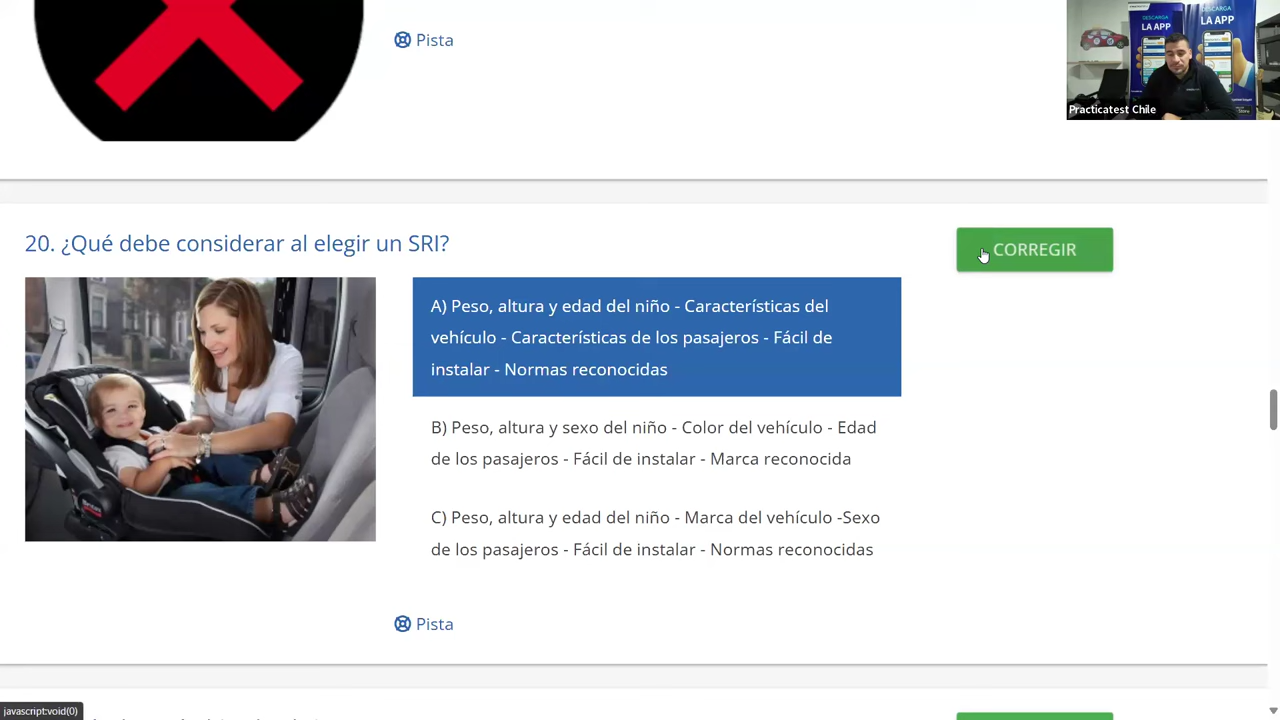 Pista
DESCARGA
LA APP
DESCARGA
LA APP
Practicatest Chile
20. ¿Qué debe considerar al elegir un SRI?
CORREGIR
A) Peso, altura y edad del niño - Características del
vehículo - Características de los pasajeros - Fácil de
instalar - Normas reconocidas
B) Peso, altura y sexo del niño - Color del vehículo - Edad
de los pasajeros - Fácil de instalar - Marca reconocida
C) Peso, altura y edad del niño - Marca del vehículo -Sexo
de los pasajeros - Fácil de instalar - Normas reconocidas
Pista
javascript:void(0)